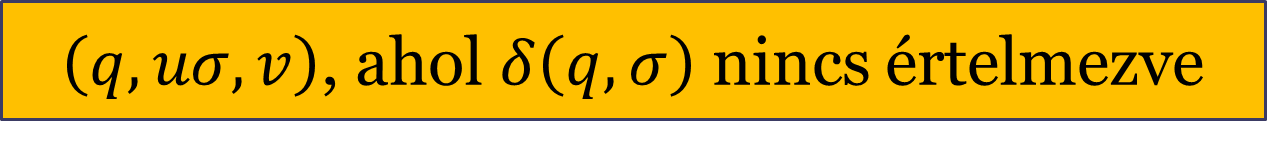 (𝑞, 𝑢𝜎, 𝑣), ahol 𝛿(𝑞, 𝜎) nincs értelmezve